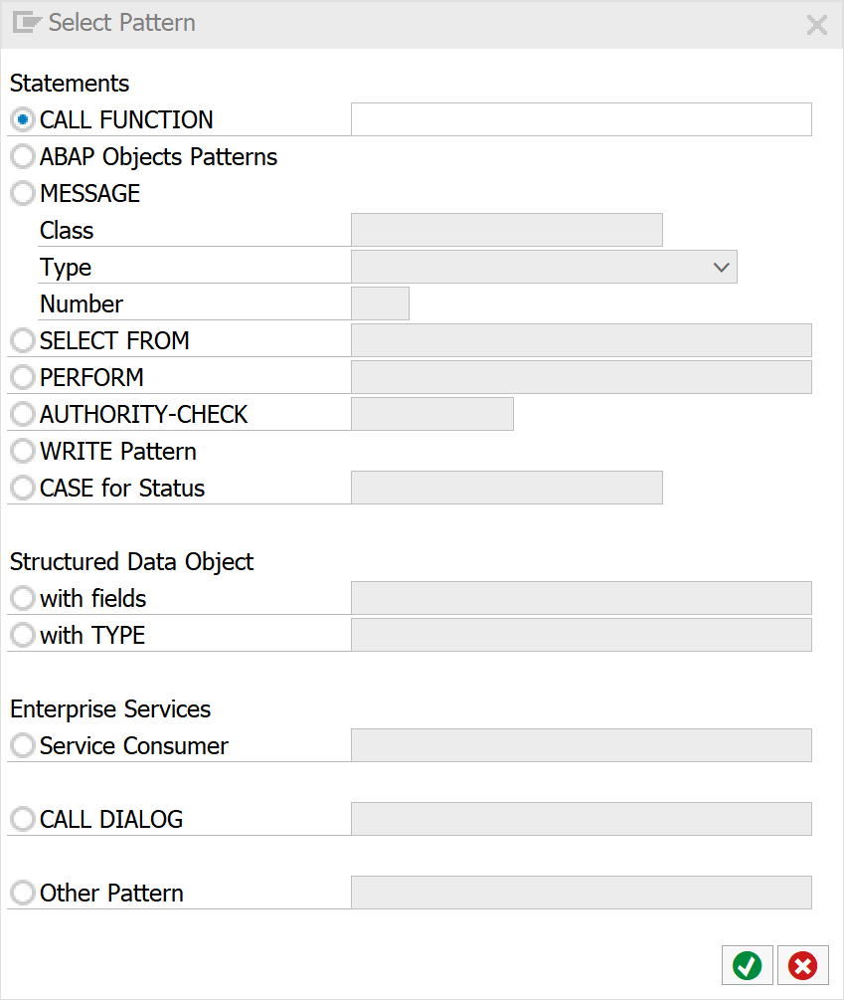 Select Pattern
Statements
CALL FUNCTION
ABAP Objects Patterns
MESSAGE
Class
Type
Number
SELECT FROM
PERFORM
AUTHORITY-CHECK
WRITE Pattern
CASE for Status
Structured Data Object
with fields
with TYPE
Enterprise Services
Service Consumer
CALL DIALOG
Other Pattern